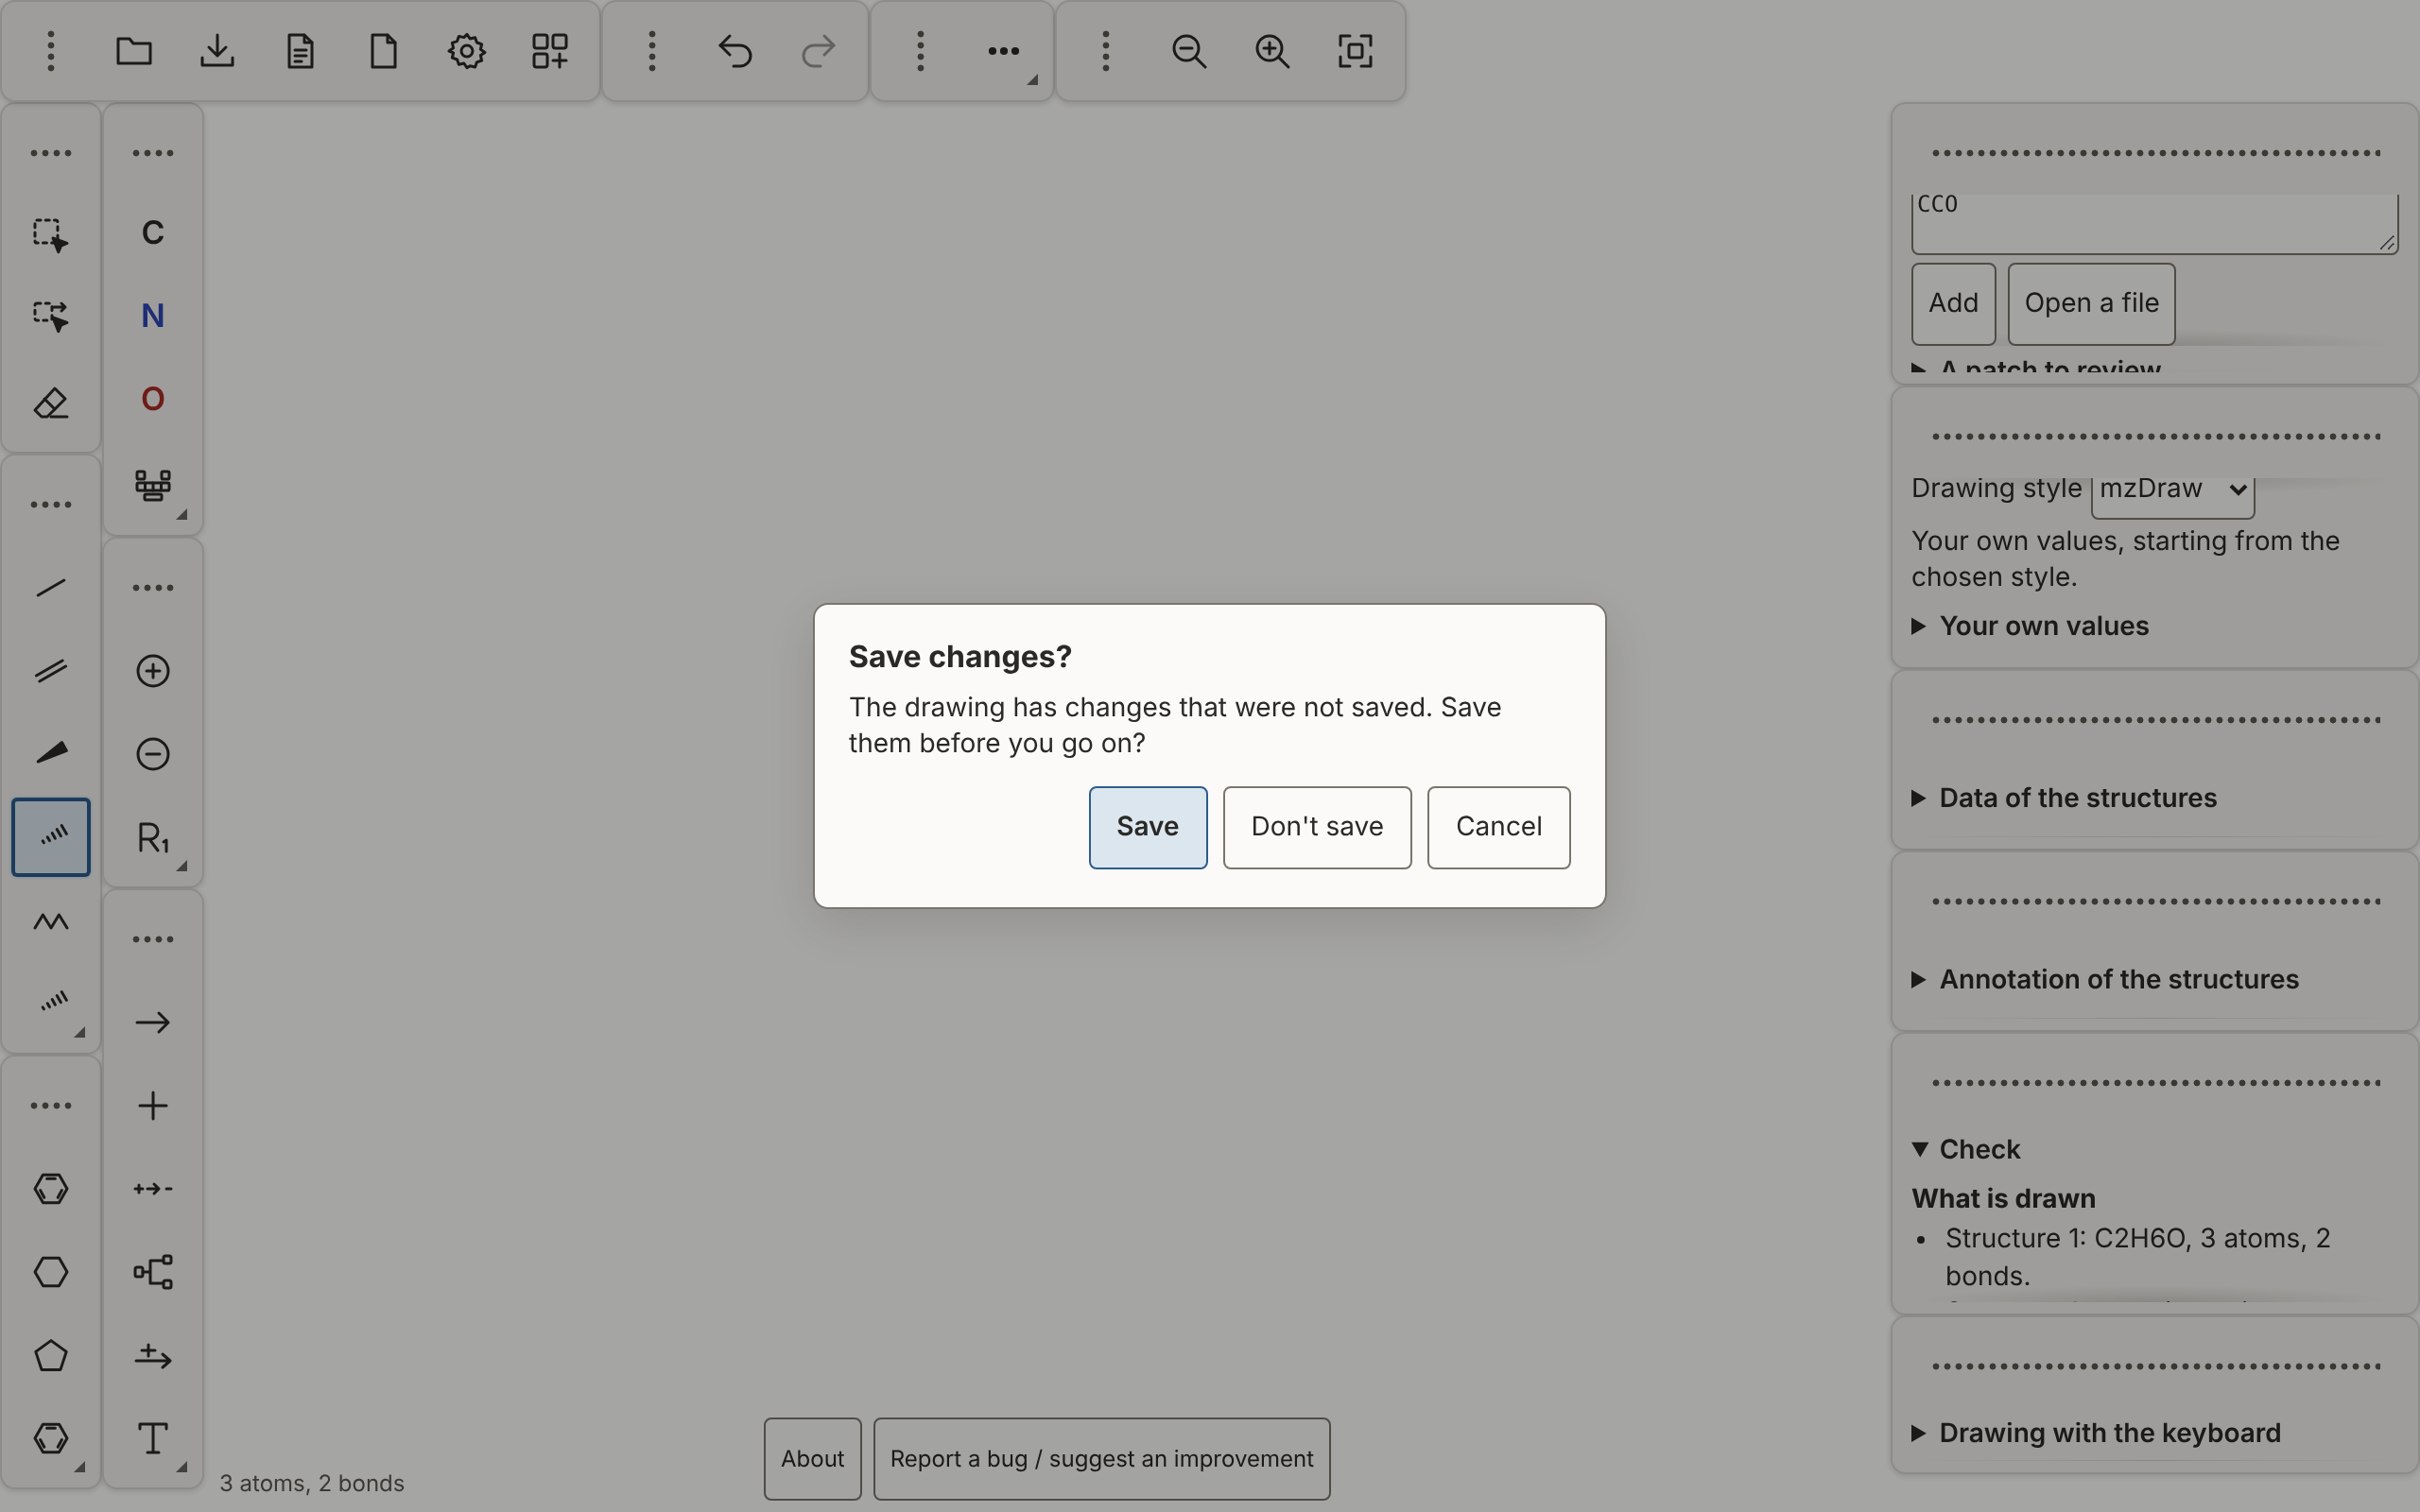 C
N
O
R1
T
3 atoms, 2 bonds
Save changes?
The drawing has changes that were not saved. Save
them before you go on?
Save
Don't save
Cancel
About
Report a bug / suggest an improvement
CCO
Add
Open a file
A patch to review
Drawing style
mzDraw
Your own values, starting from the
chosen style.
Your own values
Data of the structures
Annotation of the structures
Check
What is drawn
• Structure 1: C2H6O, 3 atoms, 2
bonds.
Drawing with the keyboard